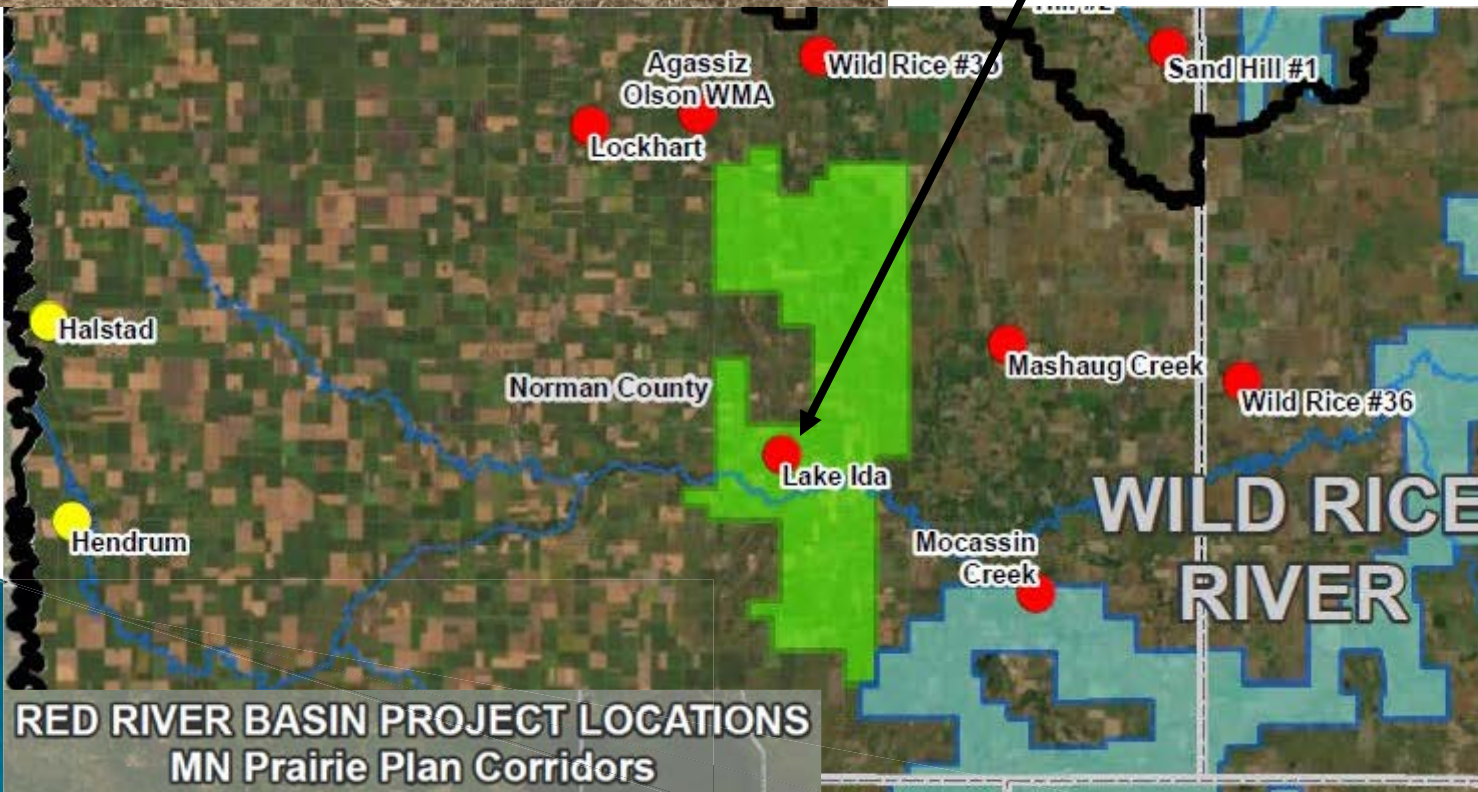 Agassiz
Olson WMA
Wild Rice #35
Sand Hill #1
Lockhart
Halstad
Norman County
Mashaug Creek
Wild Rice #36
Lake Ida
WILD RICE
RIVER
Hendrum
Mocassin
Creek
RED RIVER BASIN PROJECT LOCATIONS
MN Prairie Plan Corridors